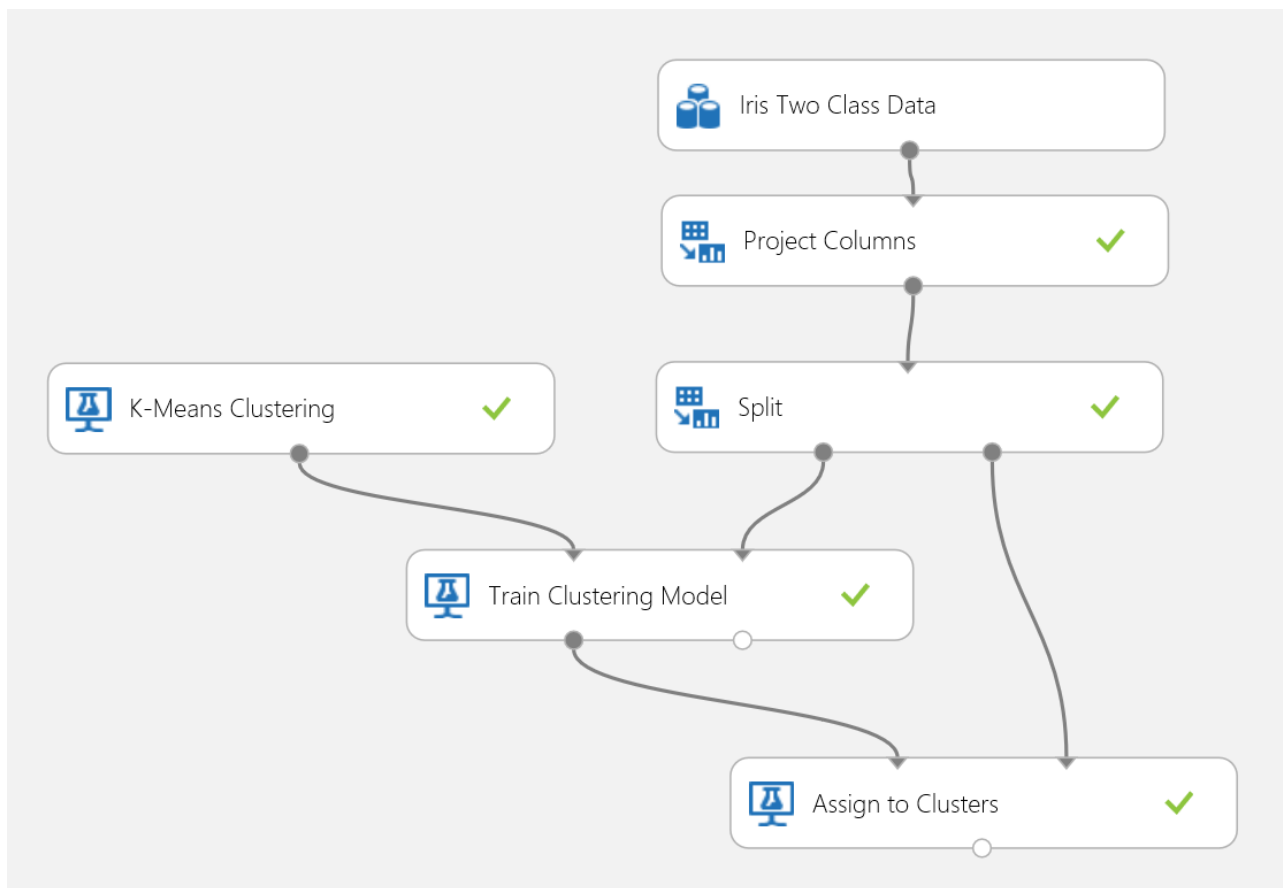 Iris Two Class Data
Project Columns
K-Means Clustering
Split
Train Clustering Model
Assign to Clusters